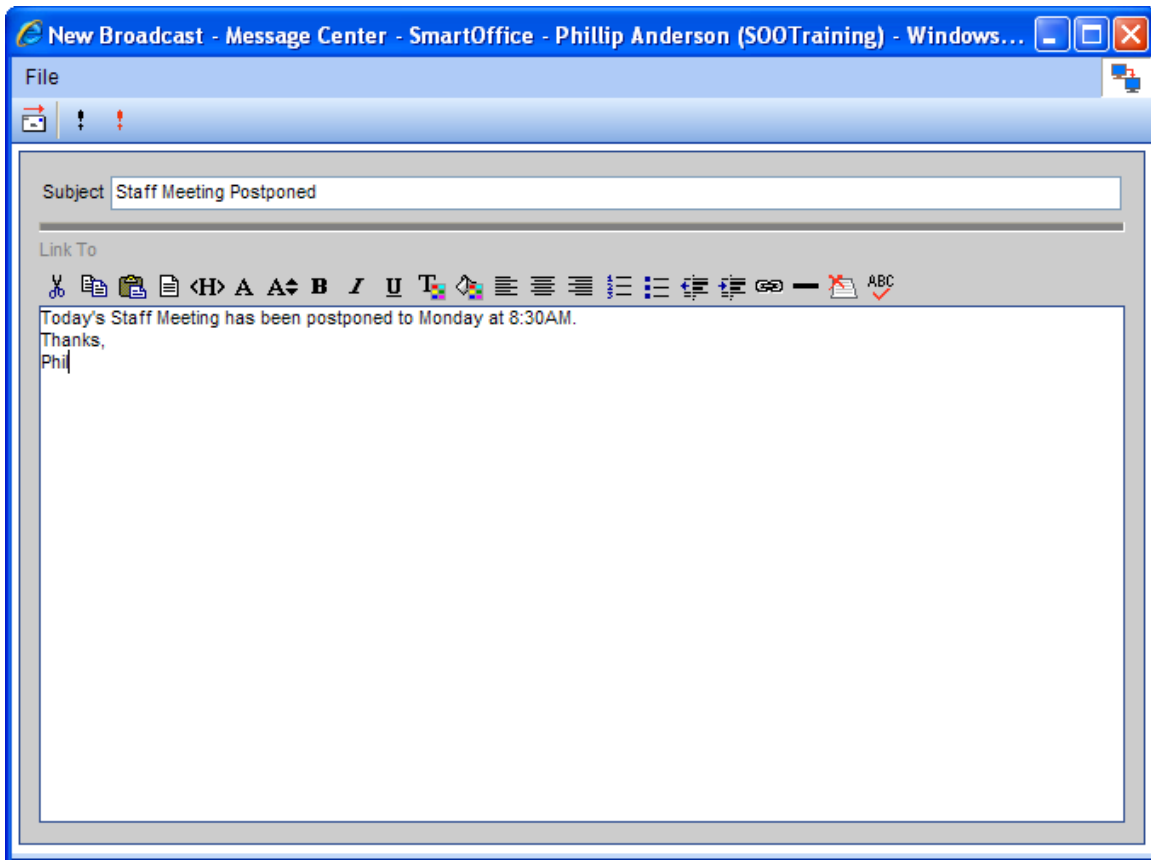 New Broadcast - Message Center - SmartOffice - Phillip Anderson (SOOTraining) - Windows...
File
Subject Staff Meeting Postponed
Link To
<H> A A B I U T ABC
Today's Staff Meeting has been postponed to Monday at 8:30AM.
Thanks,
Phil